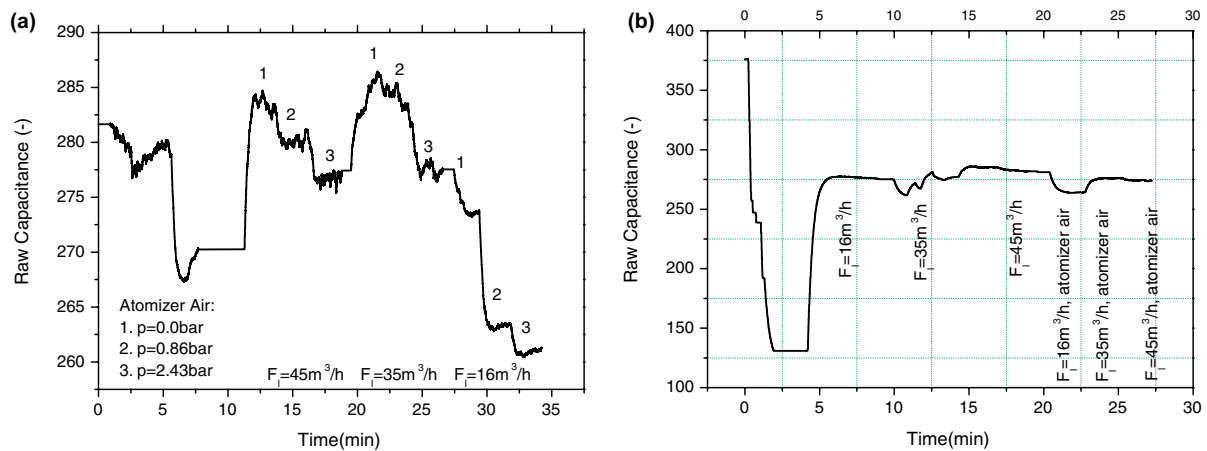 (a)
290
285
280
275
270
265
260
Raw Capacitance (-)
1
2
3
1
2
3
1
2
3
Atomizer Air:
1. p=0.0bar
2. p=0.86bar
3. p=2.43bar
F_l=45m³/h F_l=35m³/h F_l=16m³/h
0 5 10 15 20 25 30 35
Time(min)
(b)
0 5 10 15 20 25 30
400
350
300
250
200
150
100
Raw Capacitance (-)
F_l=16m³/h
F_l=35m³/h
F_l=45m³/h
F_l=16m³/h, atomizer air
F_l=35m³/h, atomizer air
F_l=45m³/h, atomizer air
0 5 10 15 20 25 30
Time(min)